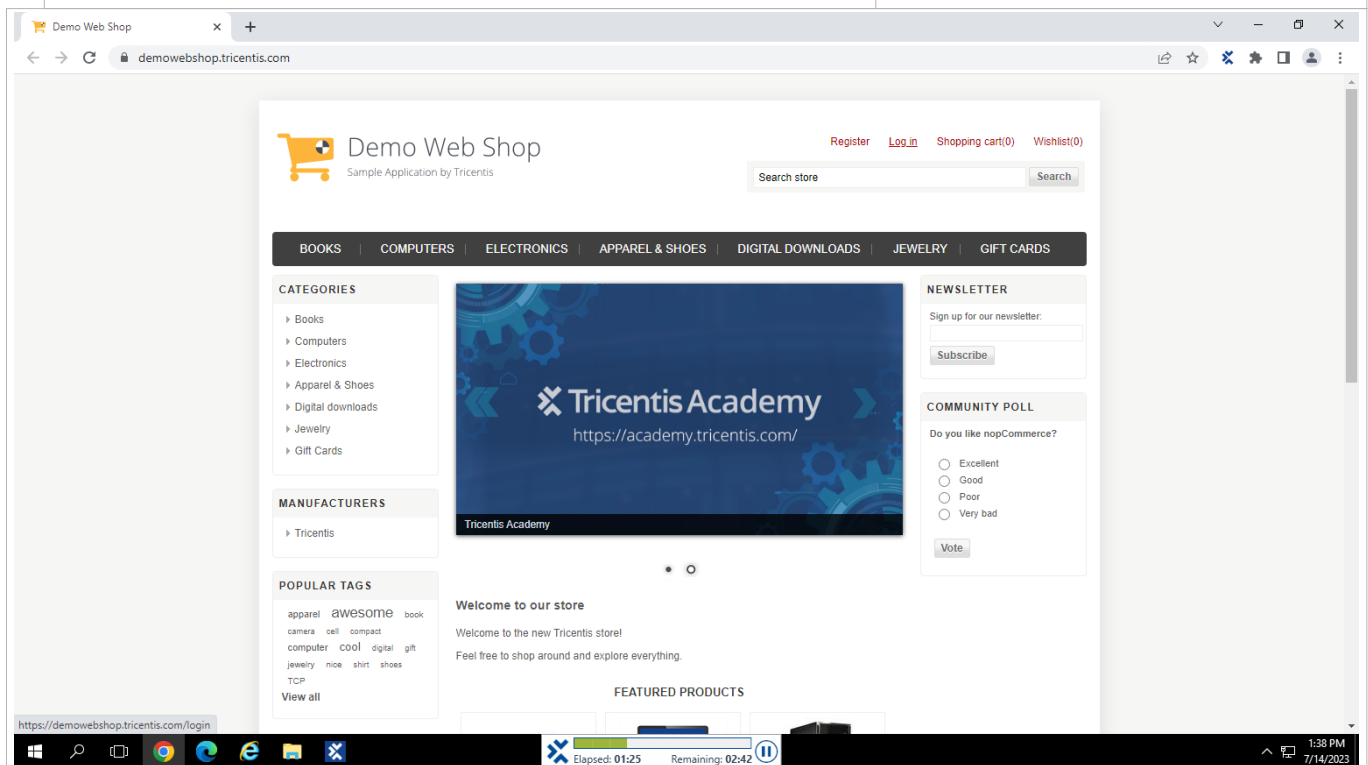 Demo Web Shop
demowebshop.tricentis.com
Demo Web Shop
Sample Application by Tricentis
Register Log in Shopping cart(0) Wishlist(0)
Search store Search
BOOKS COMPUTERS ELECTRONICS APPAREL & SHOES DIGITAL DOWNLOADS JEWELRY GIFT CARDS
CATEGORIES
Books
Computers
Electronics
Apparel & Shoes
Digital downloads
Jewelry
Gift Cards
MANUFACTURERS
Tricentis
POPULAR TAGS
apparel awesome book
camera cell compact
computer cool digital gift
jewelry nice shirt shoes
TCP
View all
Tricentis Academy
https://academy.tricentis.com/
Tricentis Academy
Welcome to our store
Welcome to the new Tricentis store!
Feel free to shop around and explore everything.
FEATURED PRODUCTS
NEWSLETTER
Sign up for our newsletter:
Subscribe
COMMUNITY POLL
Do you like nopCommerce?
Excellent
Good
Poor
Very bad
Vote
https://demowebshop.tricentis.com/login
Elapsed: 01:25 Remaining: 02:42
1:38 PM
7/14/2023